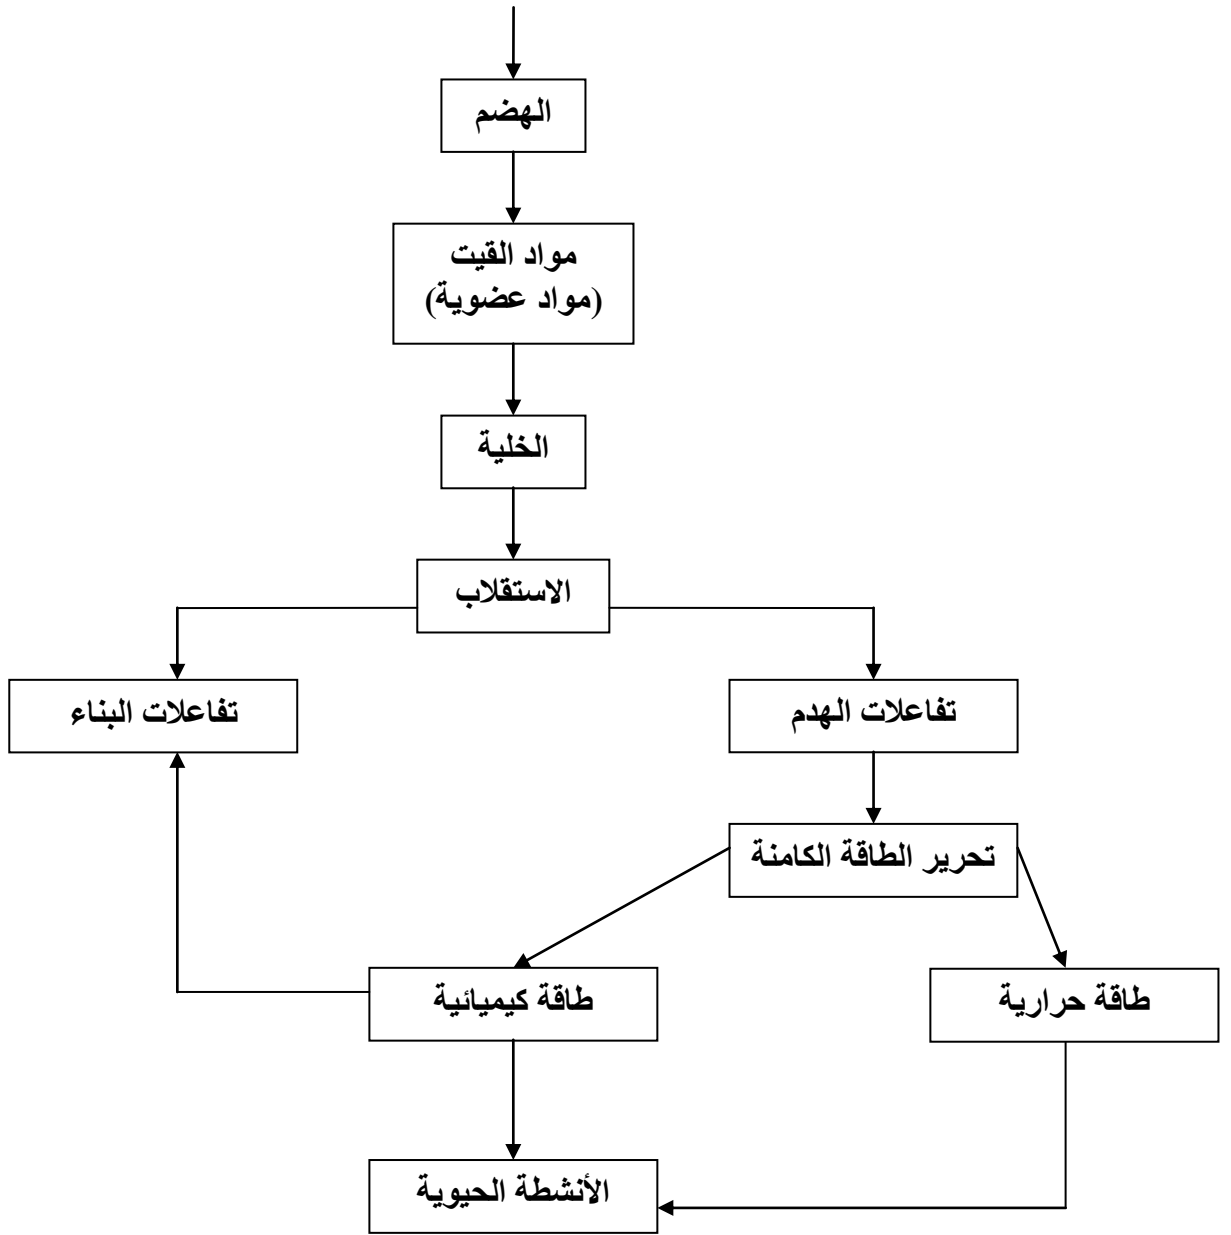 الهضم
مواد القيت
(مواد عضوية)
الخلية
الاستقلاب
تفاعلات الهدم
تفاعلات البناء
تحرير الطاقة الكامنة
طاقة حرارية
طاقة كيميائية
الأنشطة الحيوية